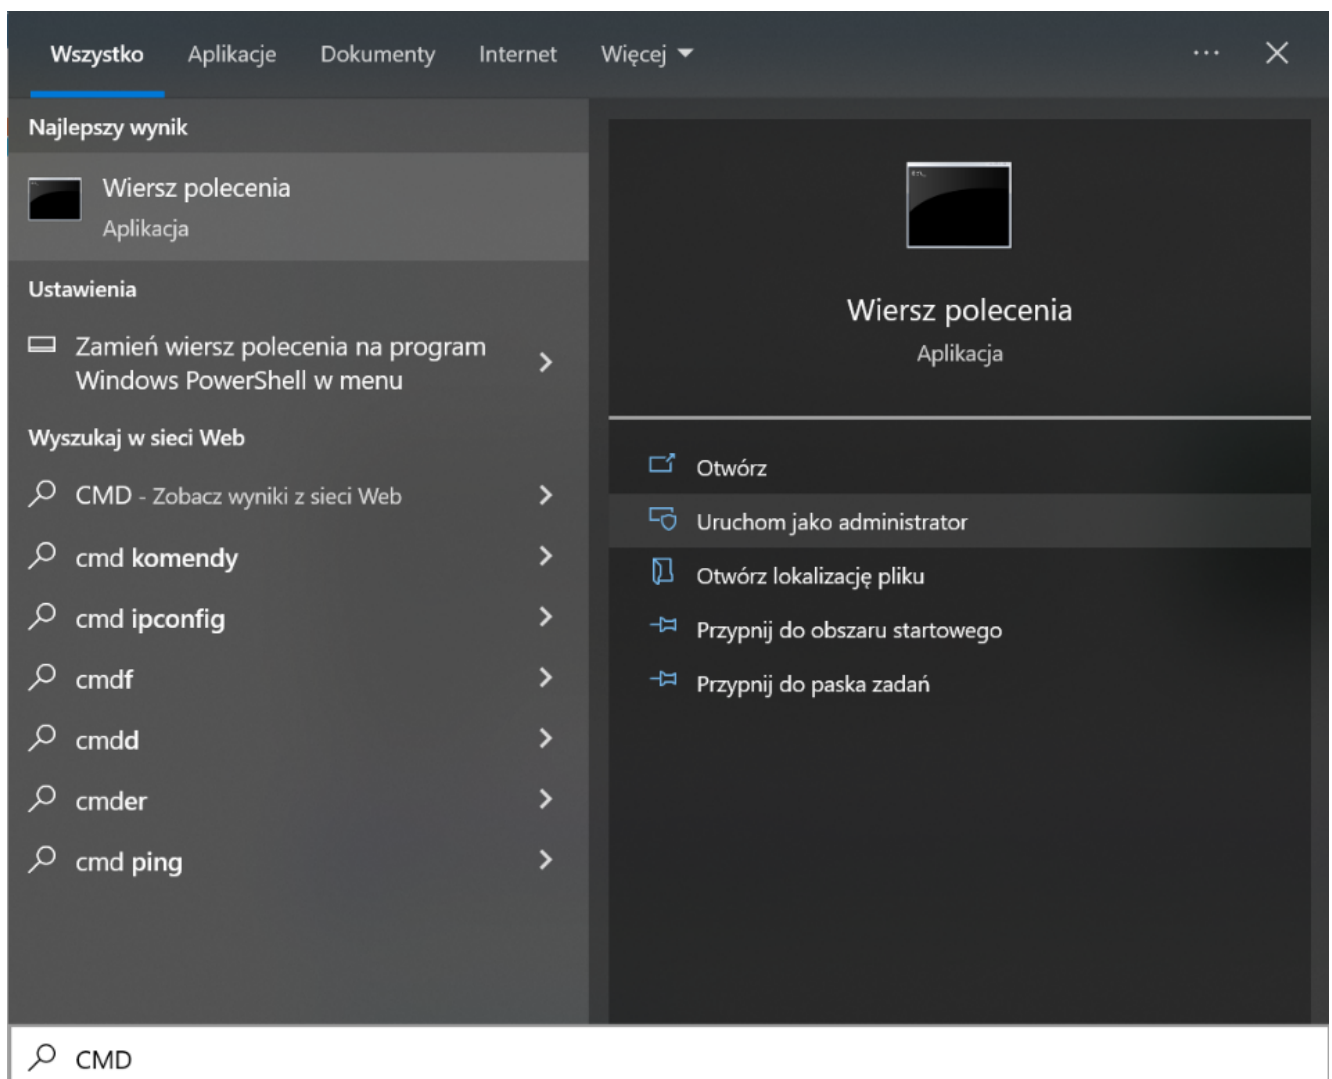 Wszystko Aplikacje Dokumenty Internet Więcej
Najlepszy wynik
Wiersz polecenia
Aplikacja
Ustawienia
Zamień wiersz polecenia na program
Windows PowerShell w menu
Wyszukaj w sieci Web
CMD - Zobacz wyniki z sieci Web
cmd komendy
cmd ipconfig
cmdf
cmdd
cmder
cmd ping
Wiersz polecenia
Aplikacja
Otwórz
Uruchom jako administrator
Otwórz lokalizację pliku
Przypnij do obszaru startowego
Przypnij do paska zadań
CMD